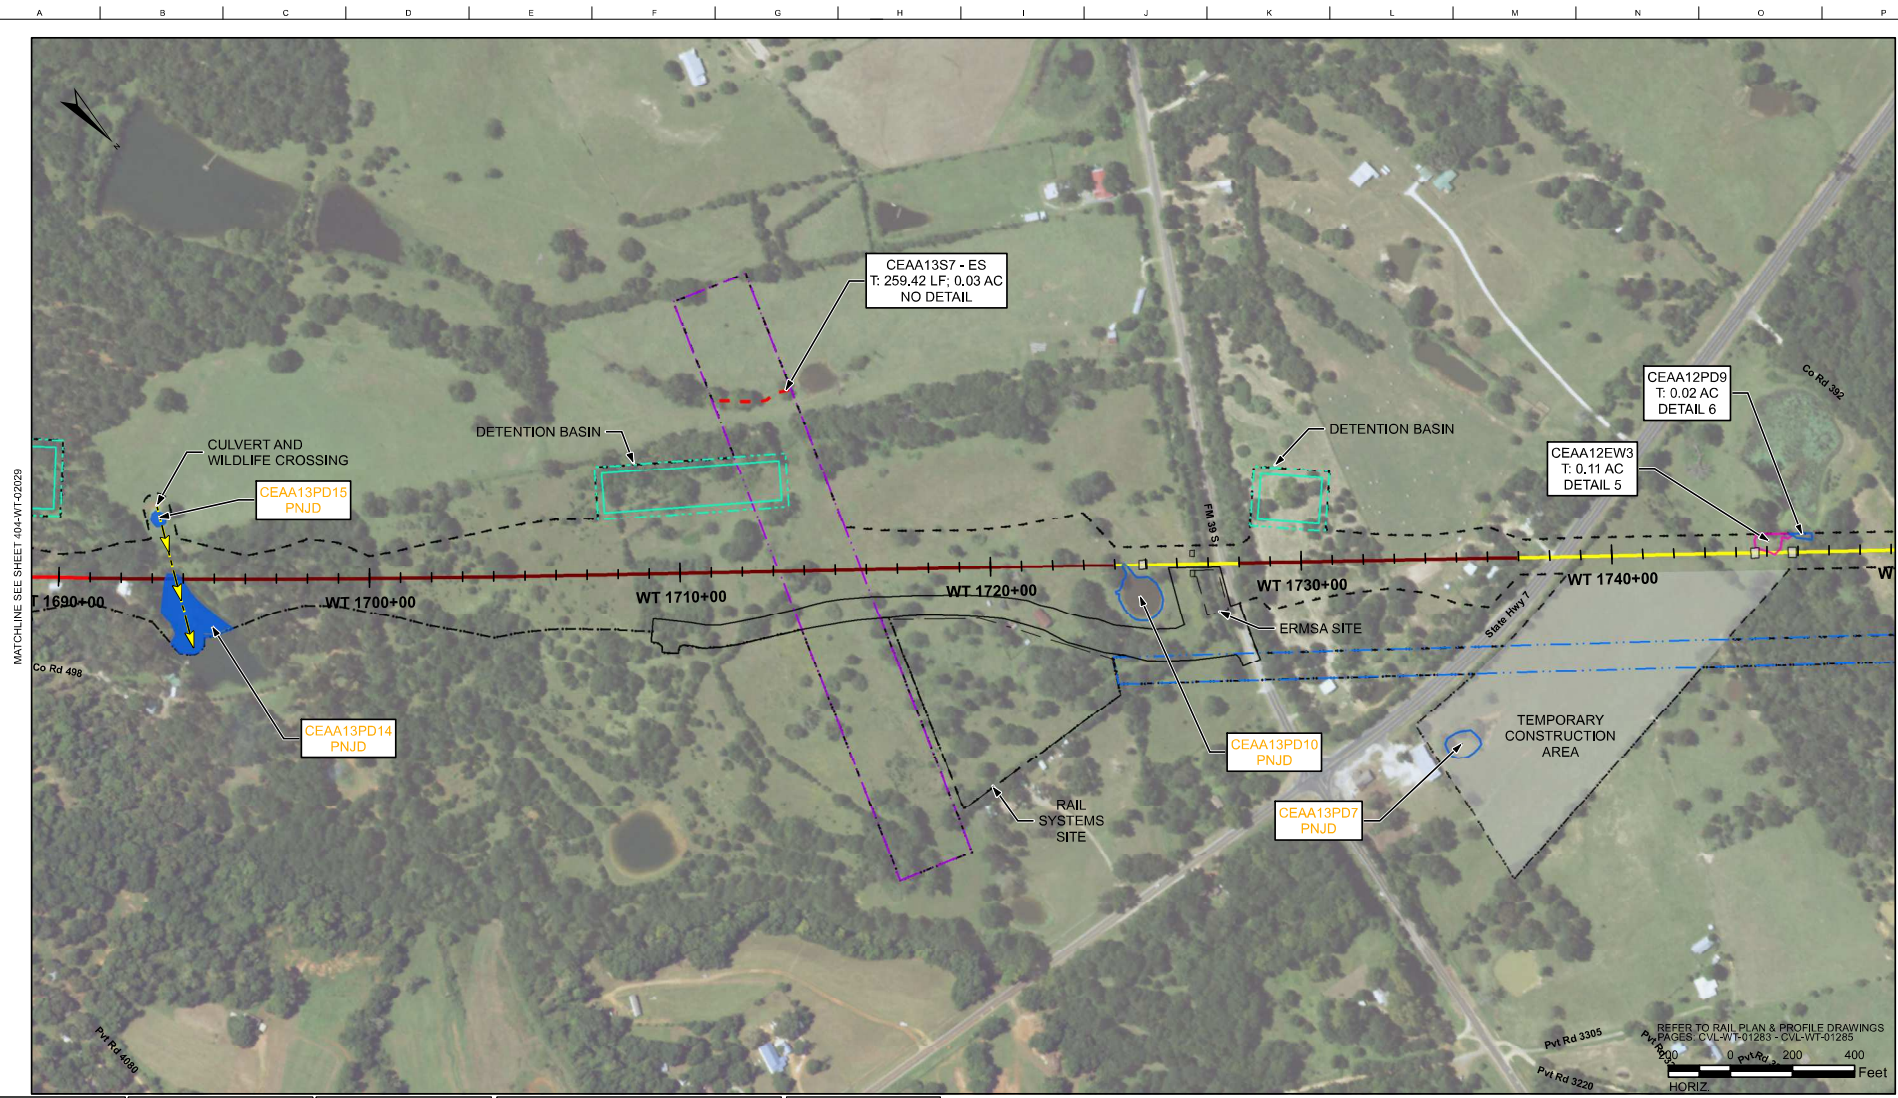 A B C D E F G H I J K L M N O P
MATCHLINE SEE SHEET 404-WT-02029
N
CEAA13S7 - ES
T: 259.42 LF; 0.03 AC
NO DETAIL
CEAA12PD9
T: 0.02 AC
DETAIL 6
Co Rd 392
CULVERT AND
WILDLIFE CROSSING
DETENTION BASIN
DETENTION BASIN
CEAA12EW3
T: 0.11 AC
DETAIL 5
CEAA13PD15
PNJD
FM 39 S
T 1690+00
WT 1700+00
WT 1710+00
WT 1720+00
WT 1730+00
WT 1740+00
W
State Hwy 7
ERMSA SITE
Co Rd 498
CEAA13PD14
PNJD
CEAA13PD10
PNJD
TEMPORARY
CONSTRUCTION
AREA
RAIL
SYSTEMS
SITE
CEAA13PD7
PNJD
Pvt Rd 4080
Pvt Rd 3305
Pvt Rd 3220
REFER TO RAIL PLAN & PROFILE DRAWINGS
PAGES: CVL-WT-01283 - CVL-WT-01285
200 0 200 400
Feet
HORIZ.